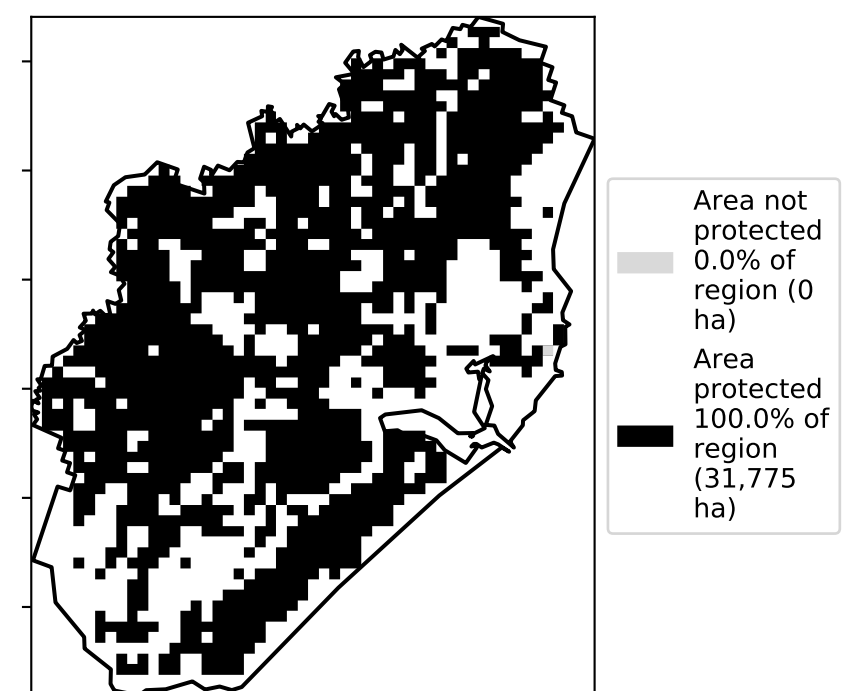 Area not
protected
0.0% of
region (0
ha)
Area
protected
100.0% of
region
(31,775
ha)